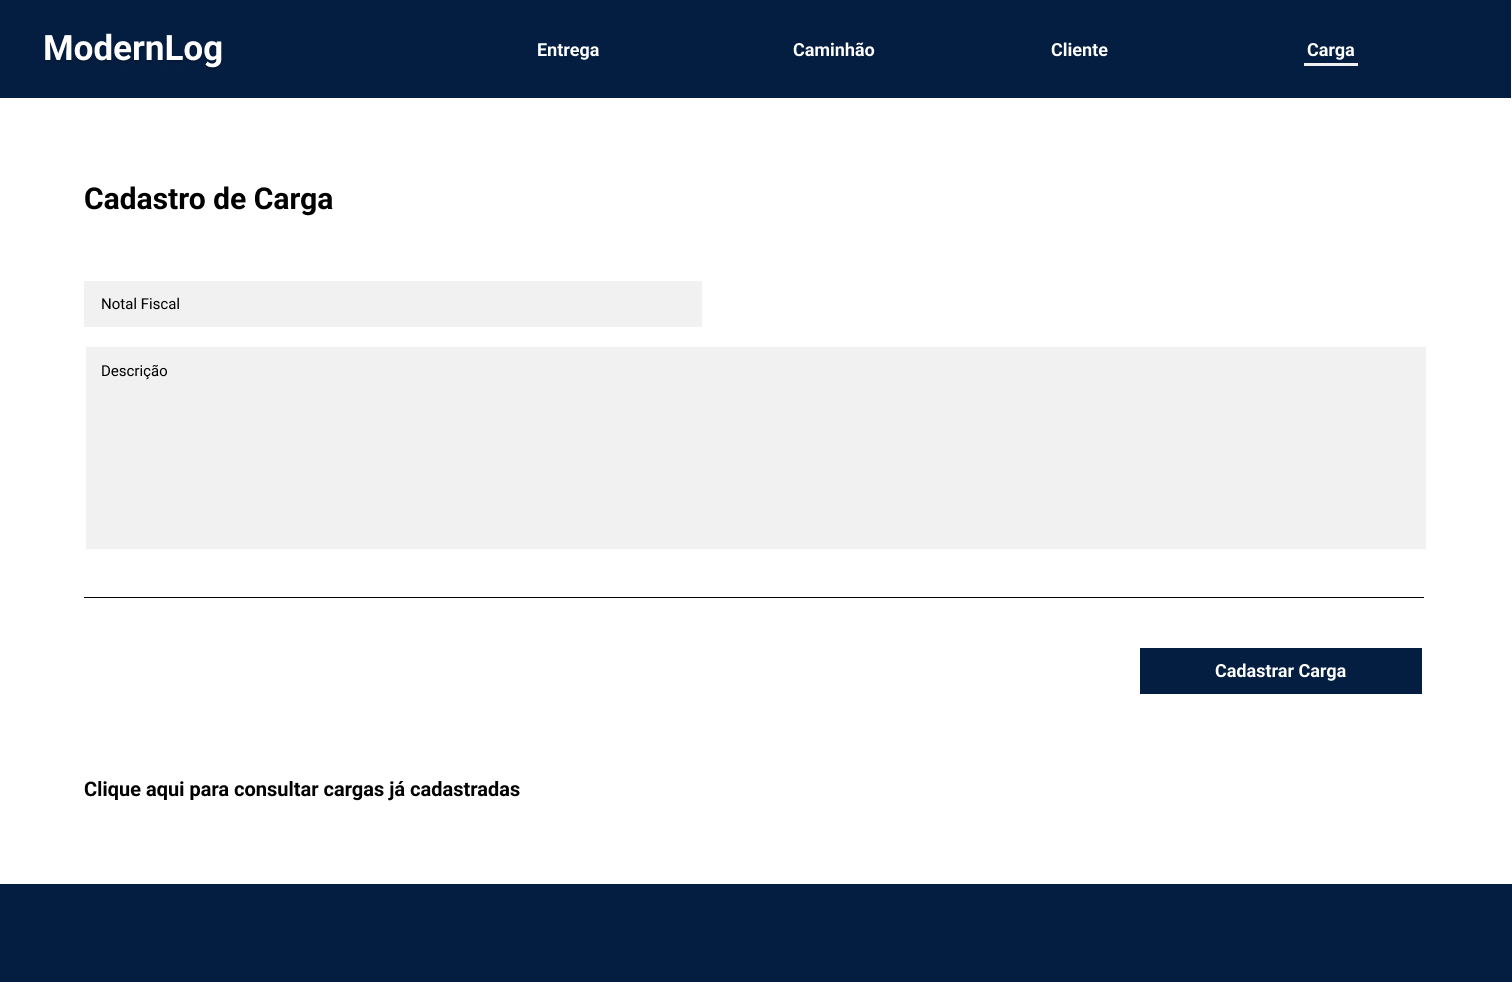 ModernLog
Entrega
Caminhão
Cliente
Carga
Cadastro de Carga
Notal Fiscal
Descrição
Cadastrar Carga
Clique aqui para consultar cargas já cadastradas